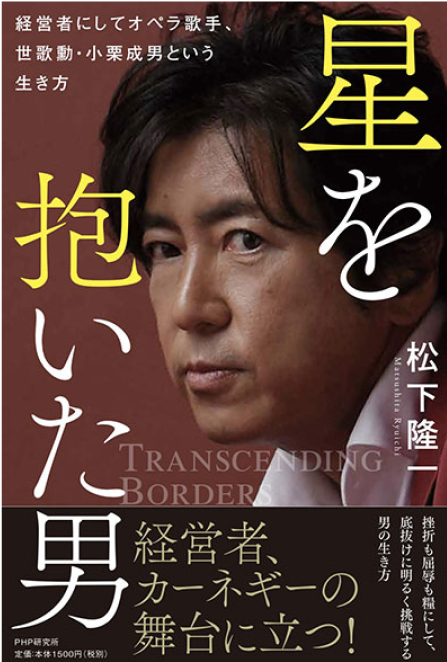 経営者にしてオペラ歌手、
世歌勲・小栗成男という
生き方
星を
抱いた男
松下隆一
Matsushita Ryuichi
TRANSCENDING
BORDERS
経営者、
カーネギーの
舞台に立つ!
挫折も屈辱も糧にして、
底抜けに明るく挑戦する
男の生き方
PHP研究所
定価:本体1500円(税別)